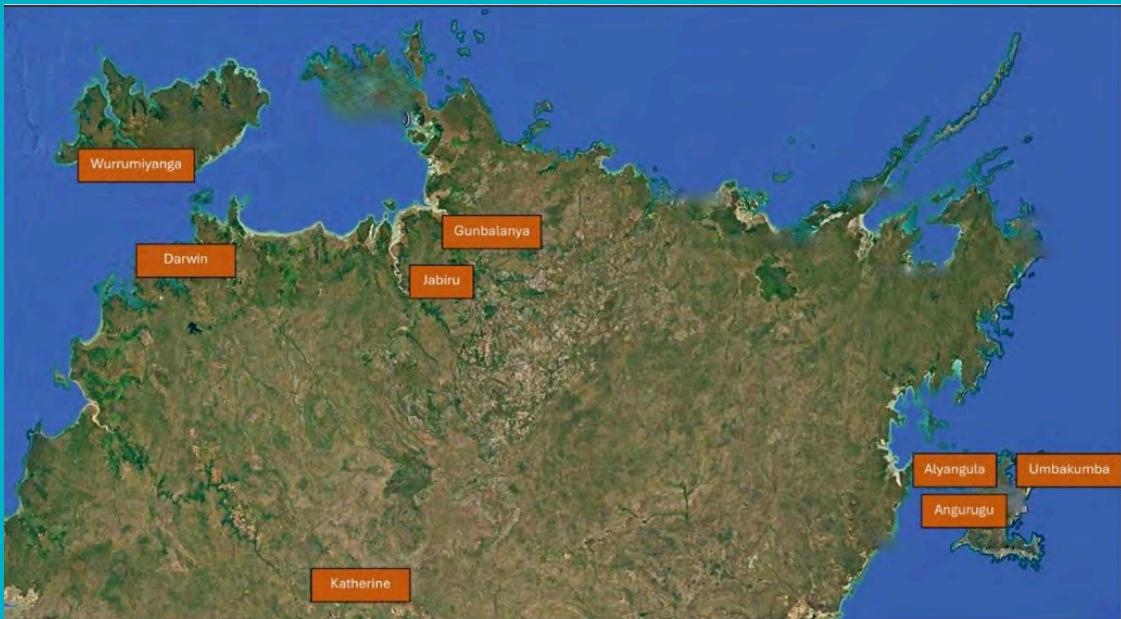 Wurrumiyanga
Gunbalanya
Darwin
Jabiru
Alyangula
Umbakumba
Angurugu
Katherine